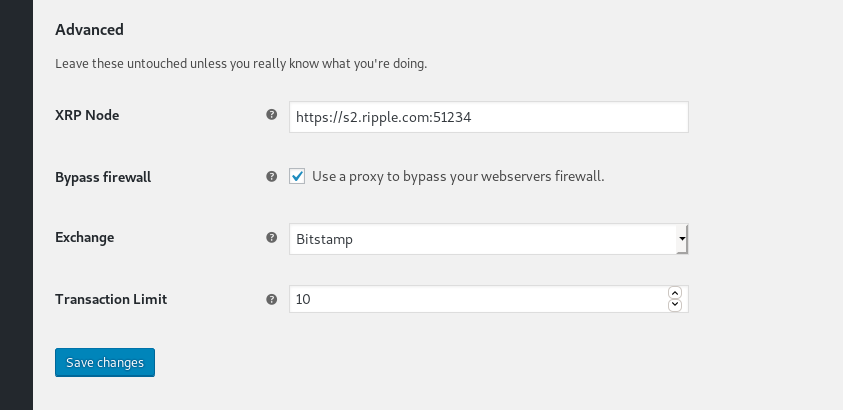 Advanced
Leave these untouched unless you really know what you're doing.
XRP Node ? https://s2.ripple.com:51234
Bypass firewall ? Use a proxy to bypass your webservers firewall.
Exchange ? Bitstamp
Transaction Limit ? 10
Save changes